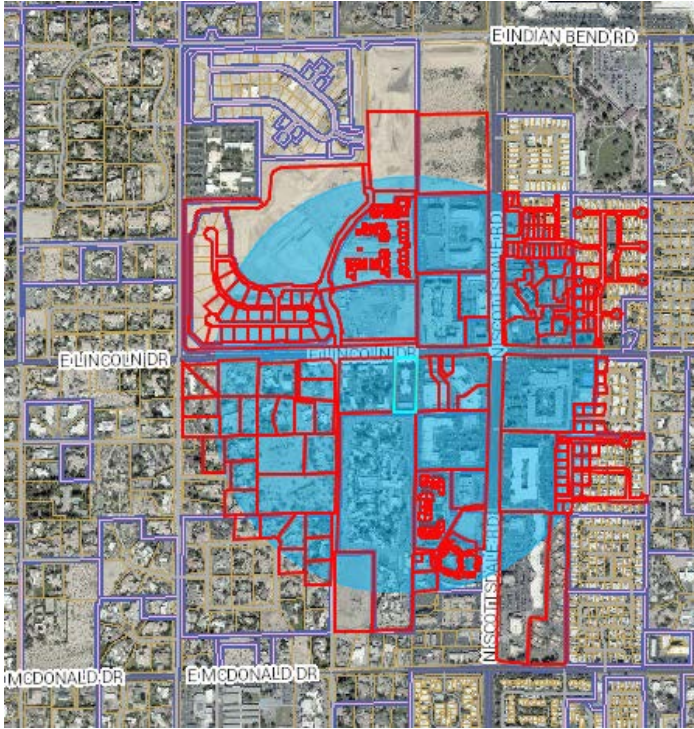 E INDIAN BEND RD
N SCOTTSDALE RD
E LINCOLN DR
E LINCOLN DR
N SCOTTSDALE RD
E MCDONALD DR
E MCDONALD DR